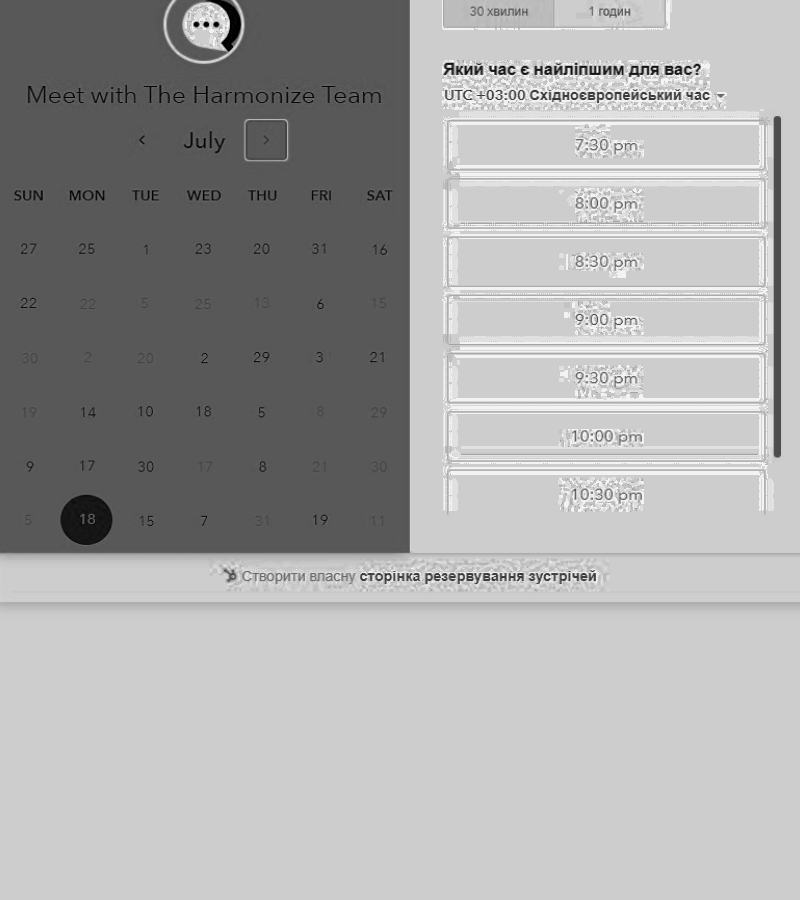 30 хвилин 1 годин
Meet with The Harmonize Team
July
SUN MON TUE WED THU FRI SAT
27 25 1 23 20 31 16
22 22 5 25 13 6 15
30 2 20 2 29 3 21
19 14 10 18 5 8 29
9 17 30 17 8 21 30
5 18 15 7 31 19 11
Який час є найліпшим для вас?
UTC +03:00 Східноєвропейський час
7:30 pm
8:00 pm
8:30 pm
9:00 pm
9:30 pm
10:00 pm
10:30 pm
Створити власну сторінка резервування зустрічей